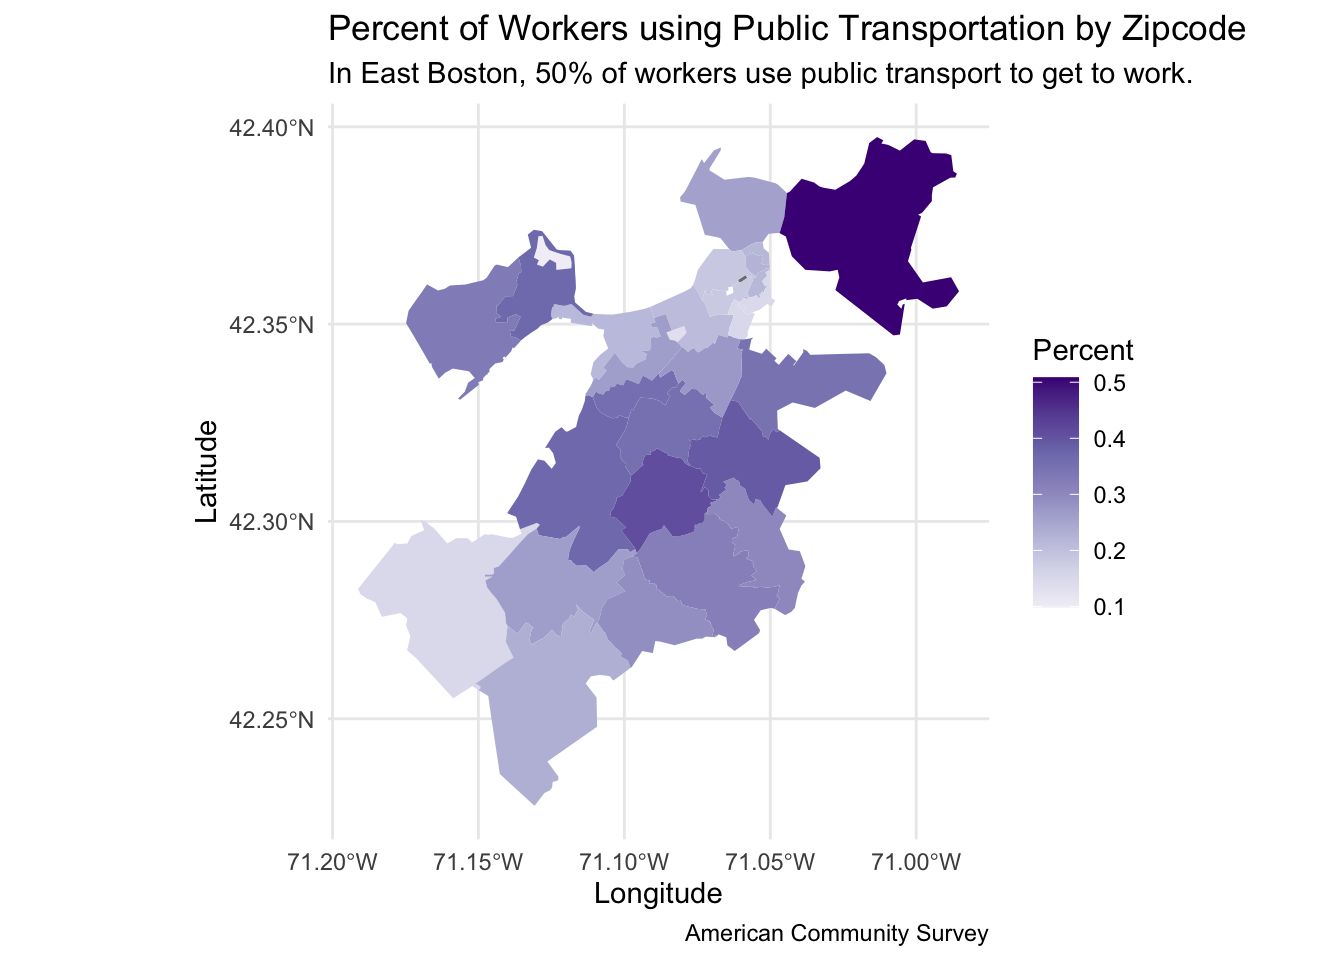 Percent of Workers using Public Transportation by Zipcode
In East Boston, 50% of workers use public transport to get to work.
42.40°N
42.35°N
42.30°N
42.25°N
Latitude
71.20°W
71.15°W
71.10°W
71.05°W
71.00°W
Longitude
Percent
0.5
0.4
0.3
0.2
0.1
American Community Survey